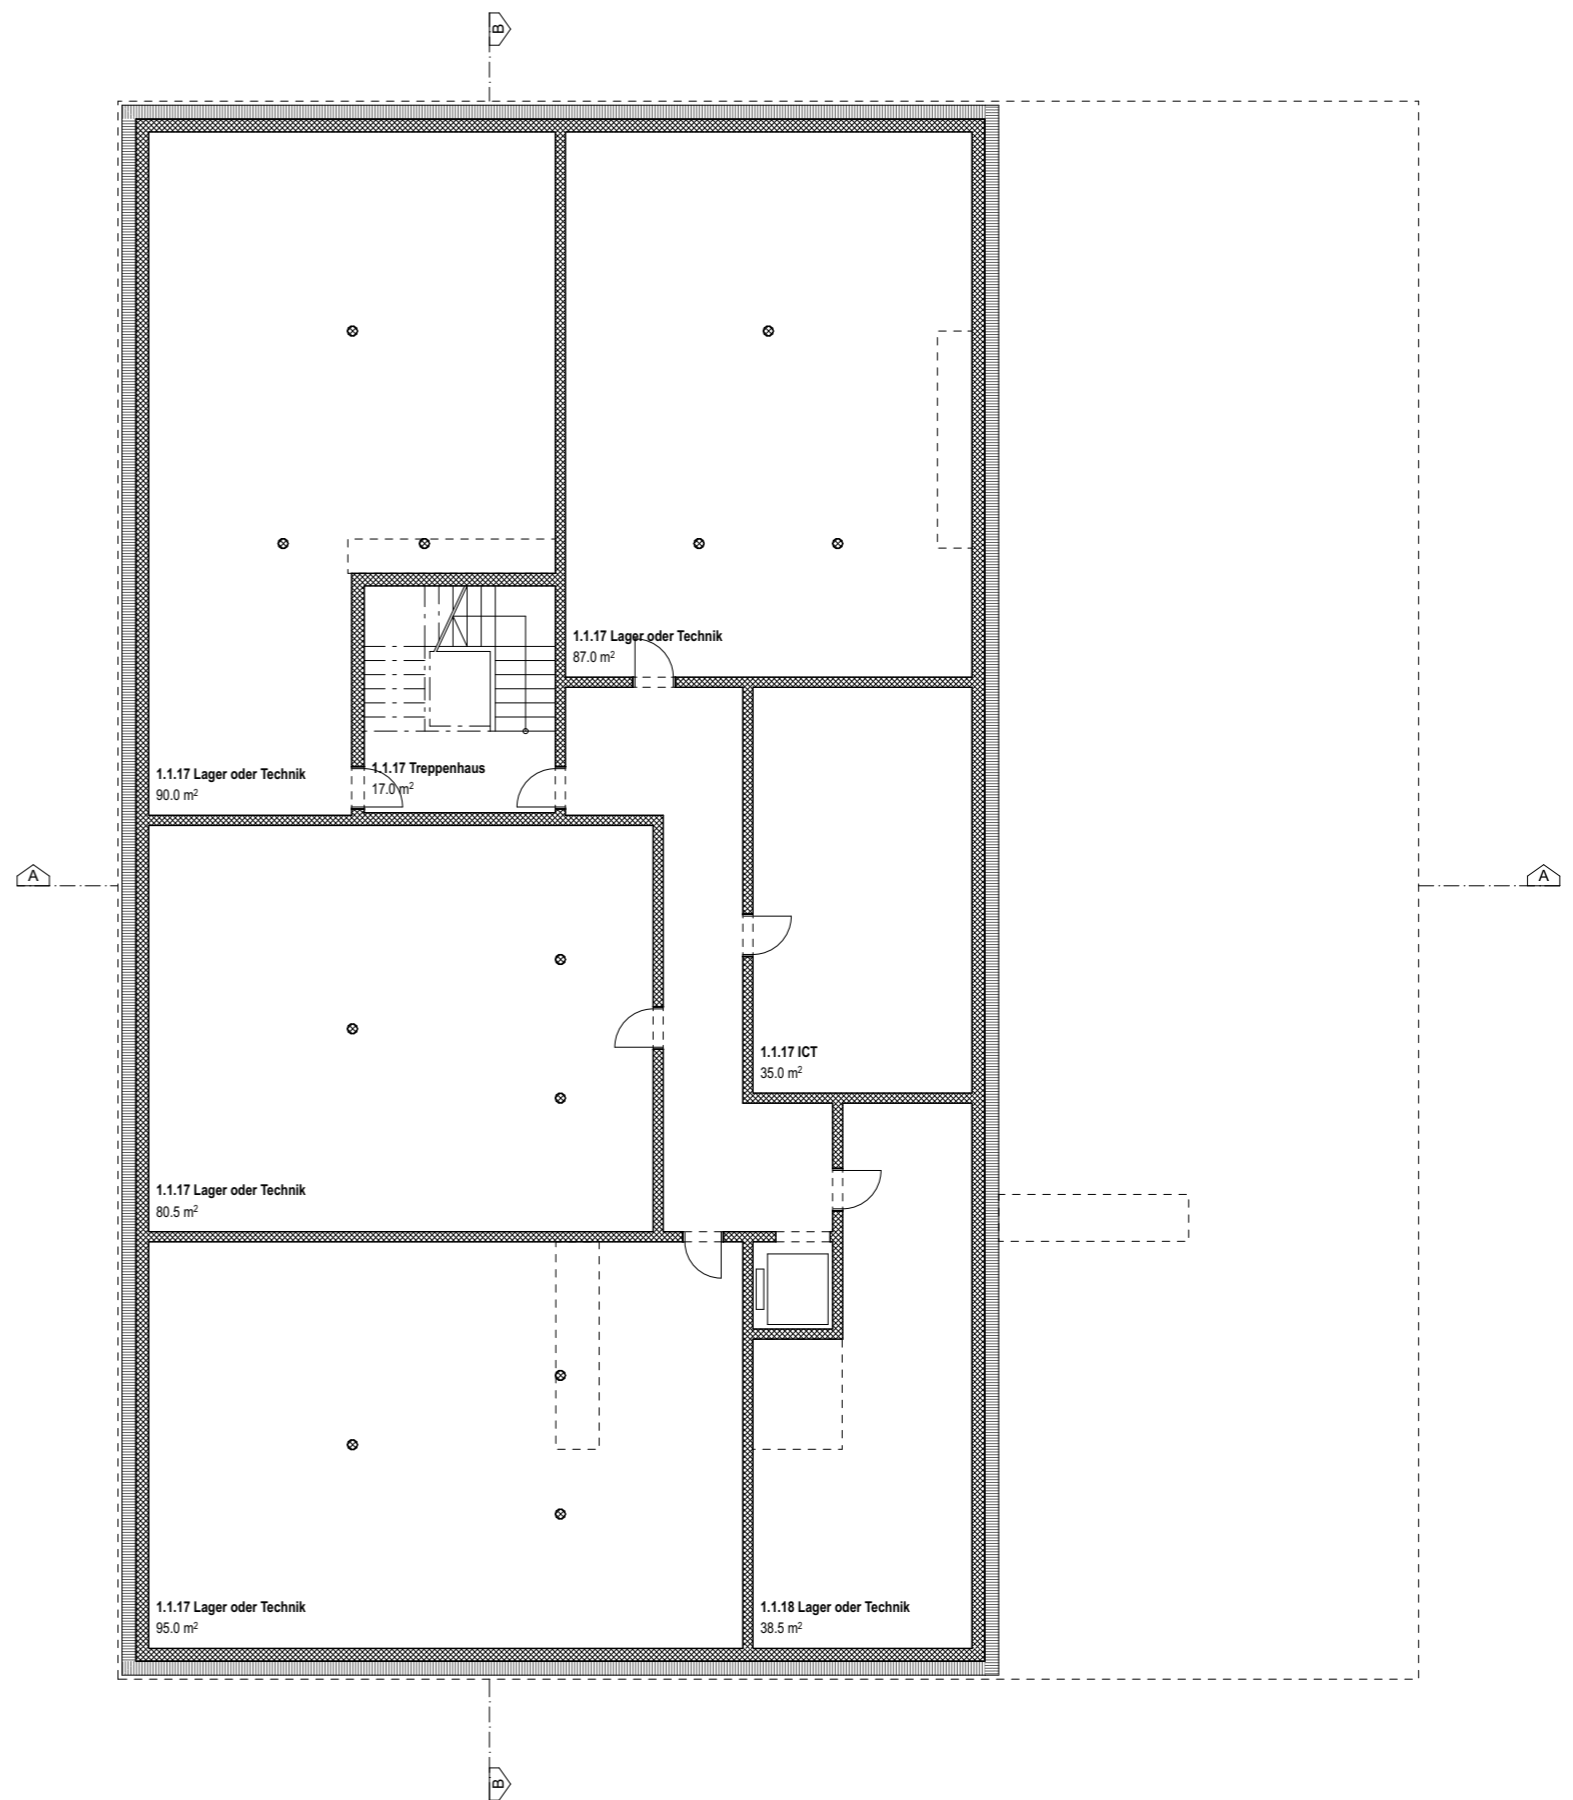 B
1.1.17 Lager oder Technik
87.0 m²
1.1.17 Lager oder Technik
90.0 m²
1.1.17 Treppenhaus
17.0 m²
A
A
1.1.17 ICT
35.0 m²
1.1.17 Lager oder Technik
80.5 m²
1.1.17 Lager oder Technik
95.0 m²
1.1.18 Lager oder Technik
38.5 m²
B